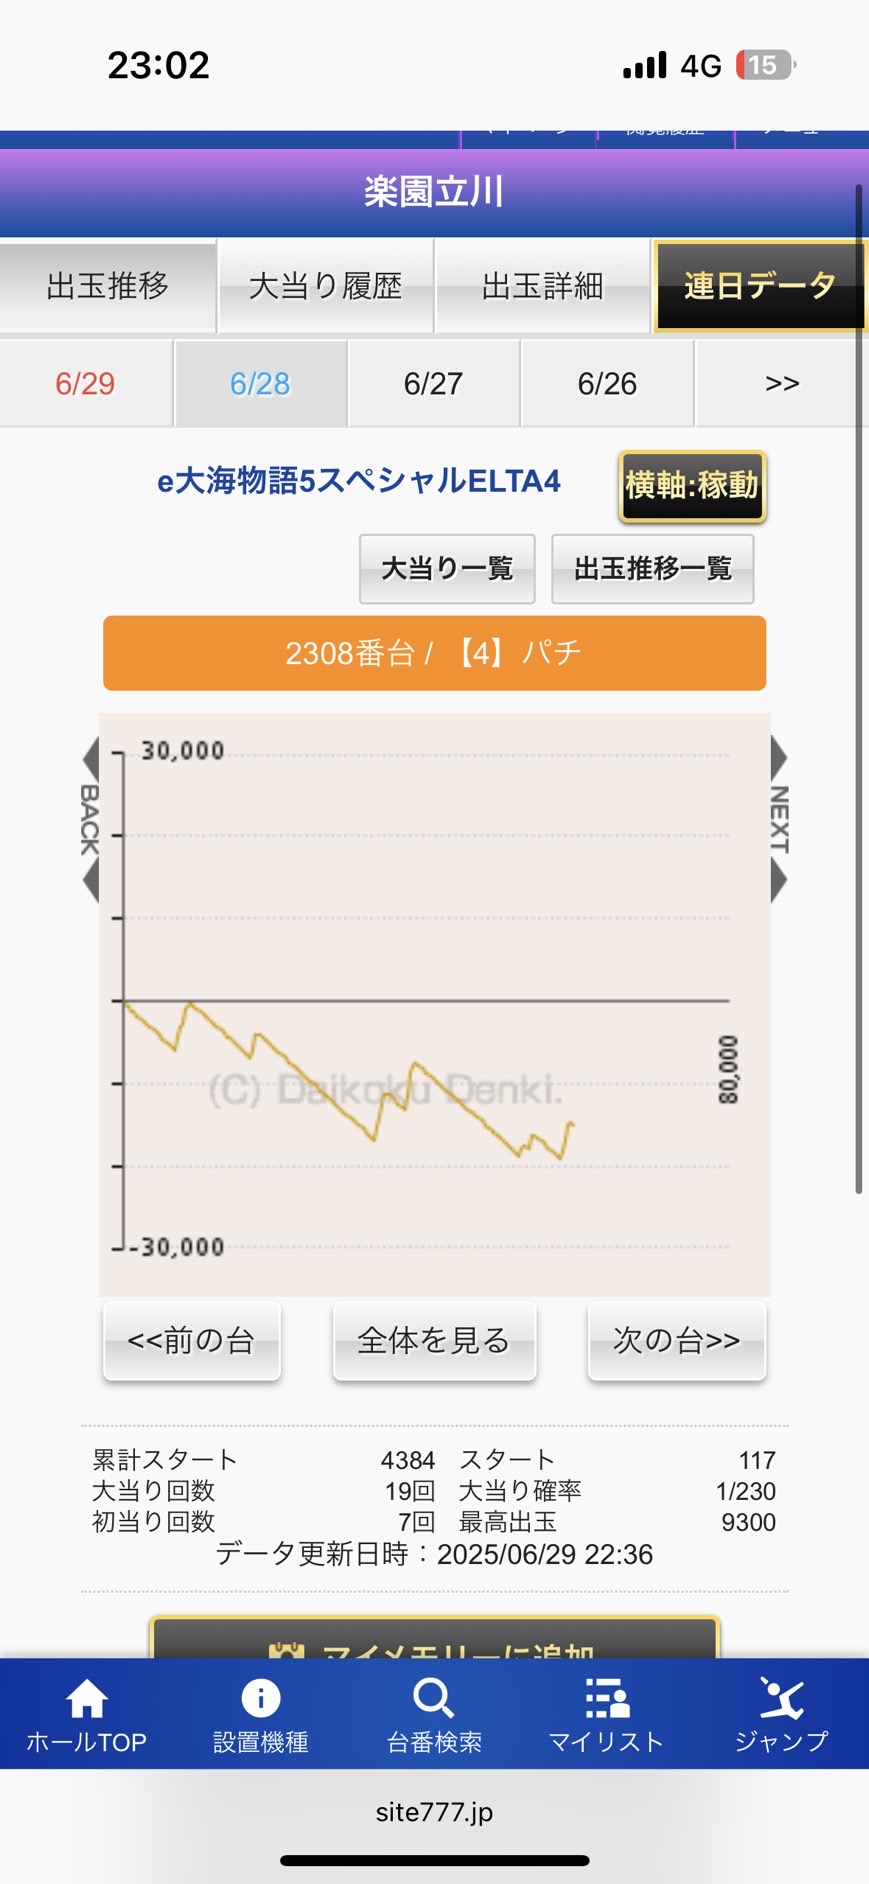 23:02
4G
15
楽園立川
出玉推移
大当り履歴
出玉詳細
連日データ
6/29
6/28
6/27
6/26
>>
e大海物語5スペシャルELTA4
横軸:稼動
大当り一覧
出玉推移一覧
2308番台 / 【4】パチ
30,000
BACK
NEXT
80,000
(C) Daikoku Denki.
-30,000
<<前の台
全体を見る
次の台>>
累計スタート 4384 スタート 117
大当り回数 19回 大当り確率 1/230
初当り回数 7回 最高出玉 9300
データ更新日時：2025/06/29 22:36
マイメモリーに追加
ホールTOP
設置機種
台番検索
マイリスト
ジャンプ
site777.jp